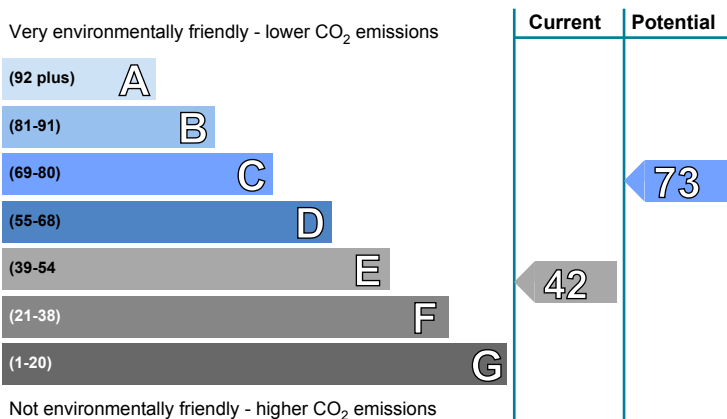 Current Potential
Very environmentally friendly - lower CO2 emissions
(92 plus) A
(81-91) B
(69-80) C
73
(55-68) D
(39-54 E
42
(21-38) F
(1-20) G
Not environmentally friendly - higher CO2 emissions